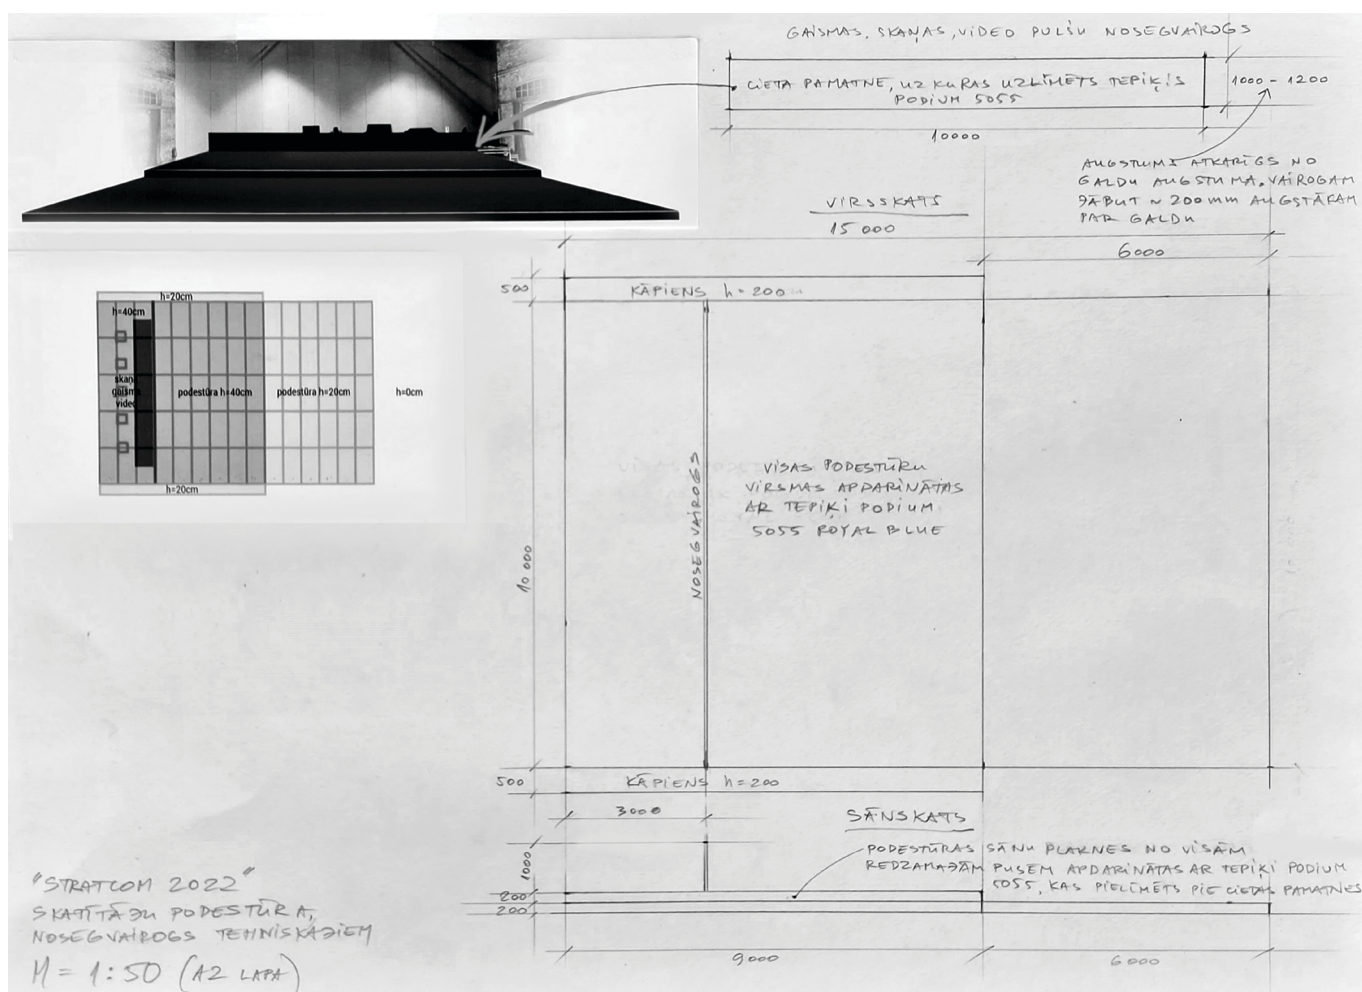 GAISMAS, SKAŅAS, VIDEO PULŠU NOSEGVAIROGS
CIETA PAMATNE, UZ KURAS UZLĪMĒTS TEPIĶIS
PODIUM 5055
1000 - 1200
10000
AUGSTUMS ATKARĪGS NO
GALDU AUGSTUMA. VAIROGAM
JĀBUT ~ 200 mm AUGSTĀKAM
PAR GALDU
VIRSSKATS
15 000
6000
500
KĀPIENS h = 200
h=20cm
h=40cm
skaņa
gaisma
video
podestūra h=40cm
podestūra h=20cm
h=0cm
h=20cm
10 000
NOSEGVAIROGS
VISAS PODESTŪRU
VIRSMAS APDARINĀTAS
AR TEPIĶI PODIUM
5055 ROYAL BLUE
500
KĀPIENS h = 200
3000
SĀNSKATS
1000
200
200
PODESTŪRAS SĀNU PLAKNES NO VISĀM
REDZAMAJĀM PUSĒM APDARINĀTAS AR TEPIĶI PODIUM
5055, KAS PIELĪMĒTS PIE CIETAS PAMATNES
9000
6000
"STRATCOM 2022"
SKATĪTĀJU PODESTŪRA,
NOSEGVAIROGS TEHNISKAJIEM
M = 1:50 (A2 LAPA)